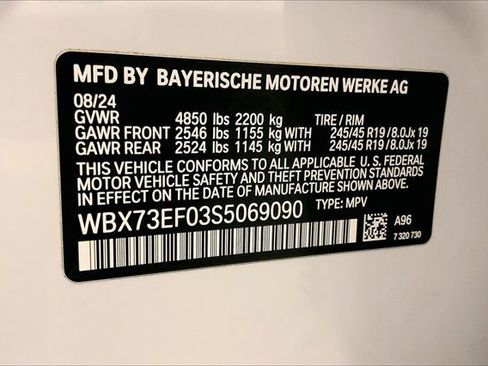 MFD BY BAYERISCHE MOTOREN WERKE AG
08/24
GVWR 4850 lbs 2200 kg TIRE / RIM
GAWR FRONT 2546 lbs 1155 kg WITH 245/45 R19 / 8.0Jx 19
GAWR REAR 2524 lbs 1145 kg WITH 245/45 R19 / 8.0Jx 19
THIS VEHICLE CONFORMS TO ALL APPLICABLE U. S. FEDERAL
MOTOR VEHICLE SAFETY AND THEFT PREVENTION STANDARDS
IN EFFECT ON THE DATE OF MANUFACTURE SHOWN ABOVE.
WBX73EF03S5069090 TYPE: MPV
A96
7 320 730